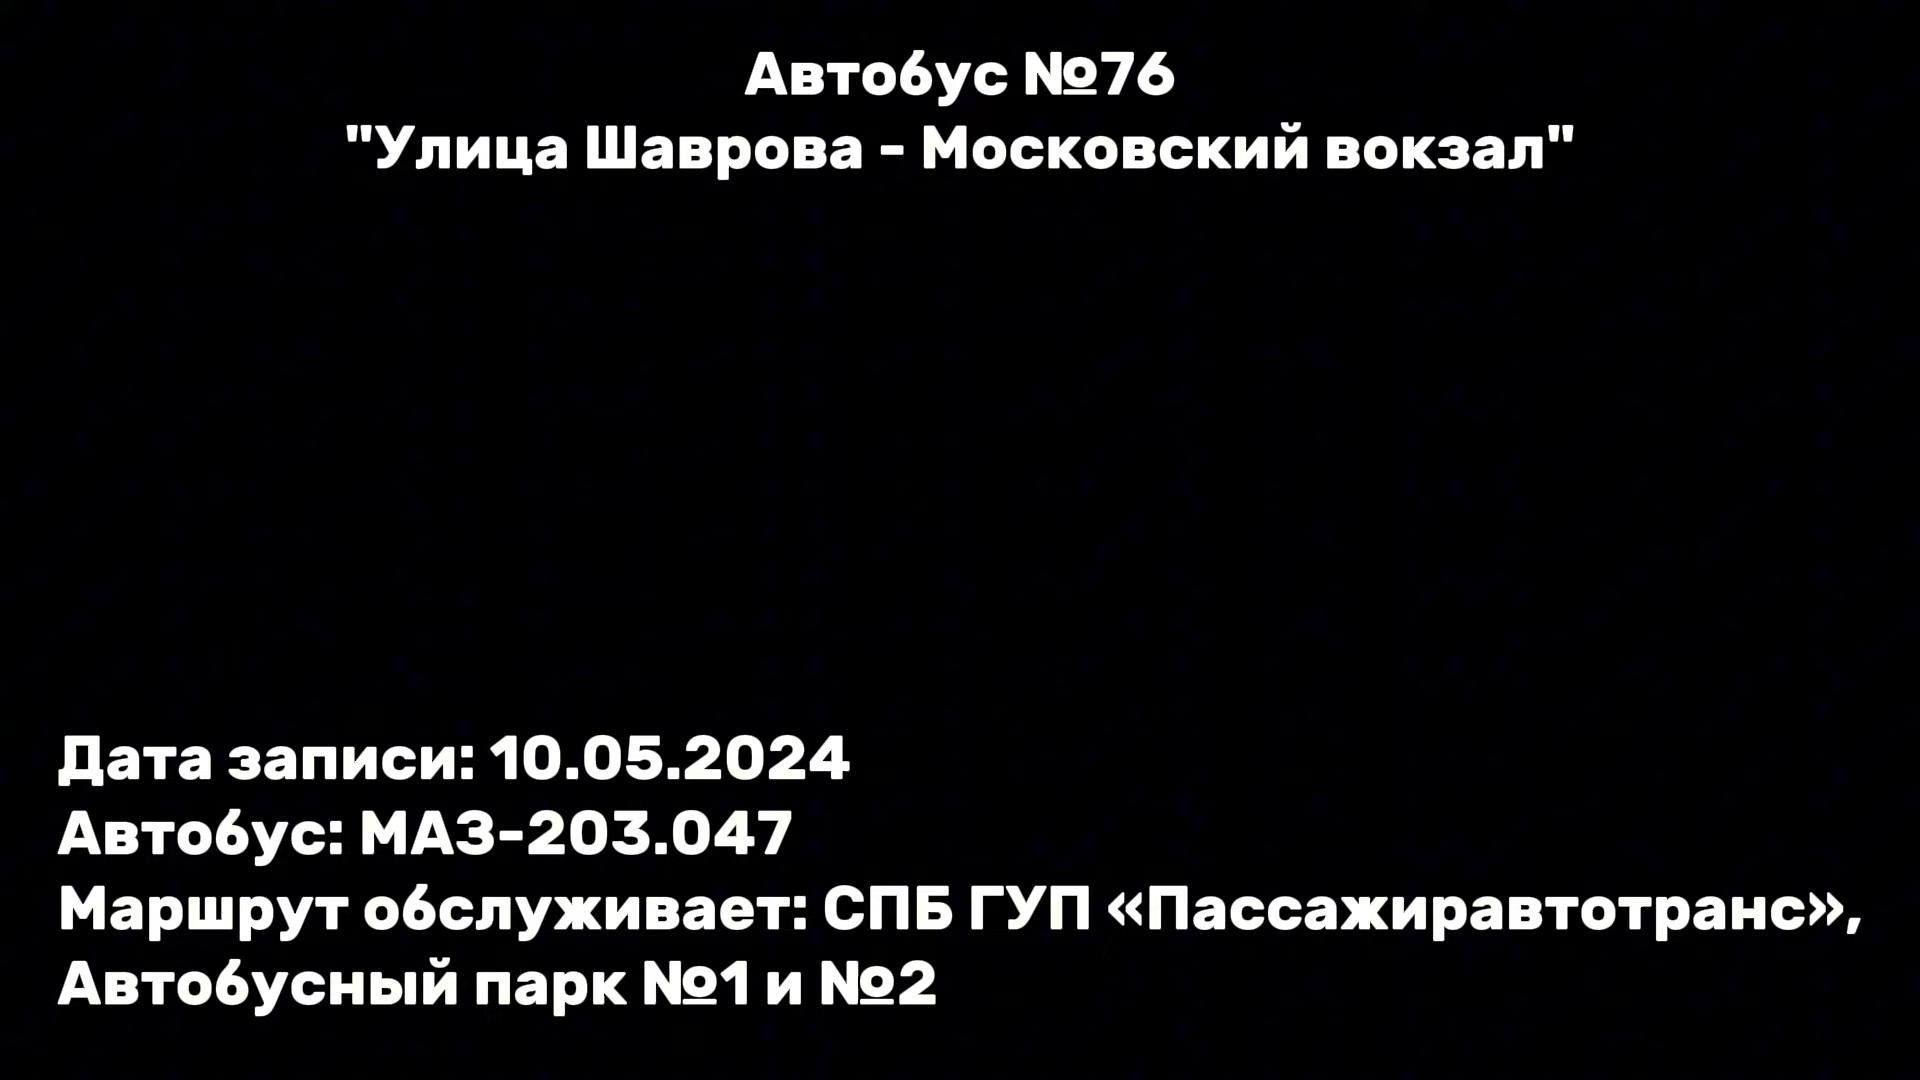 Автобус №76
"Улица Шаврова - Московский вокзал"
Дата записи: 10.05.2024
Автобус: МАЗ-203.047
Маршрут обслуживает: СПБ ГУП «Пассажиравтотранс»,
Автобусный парк №1 и №2